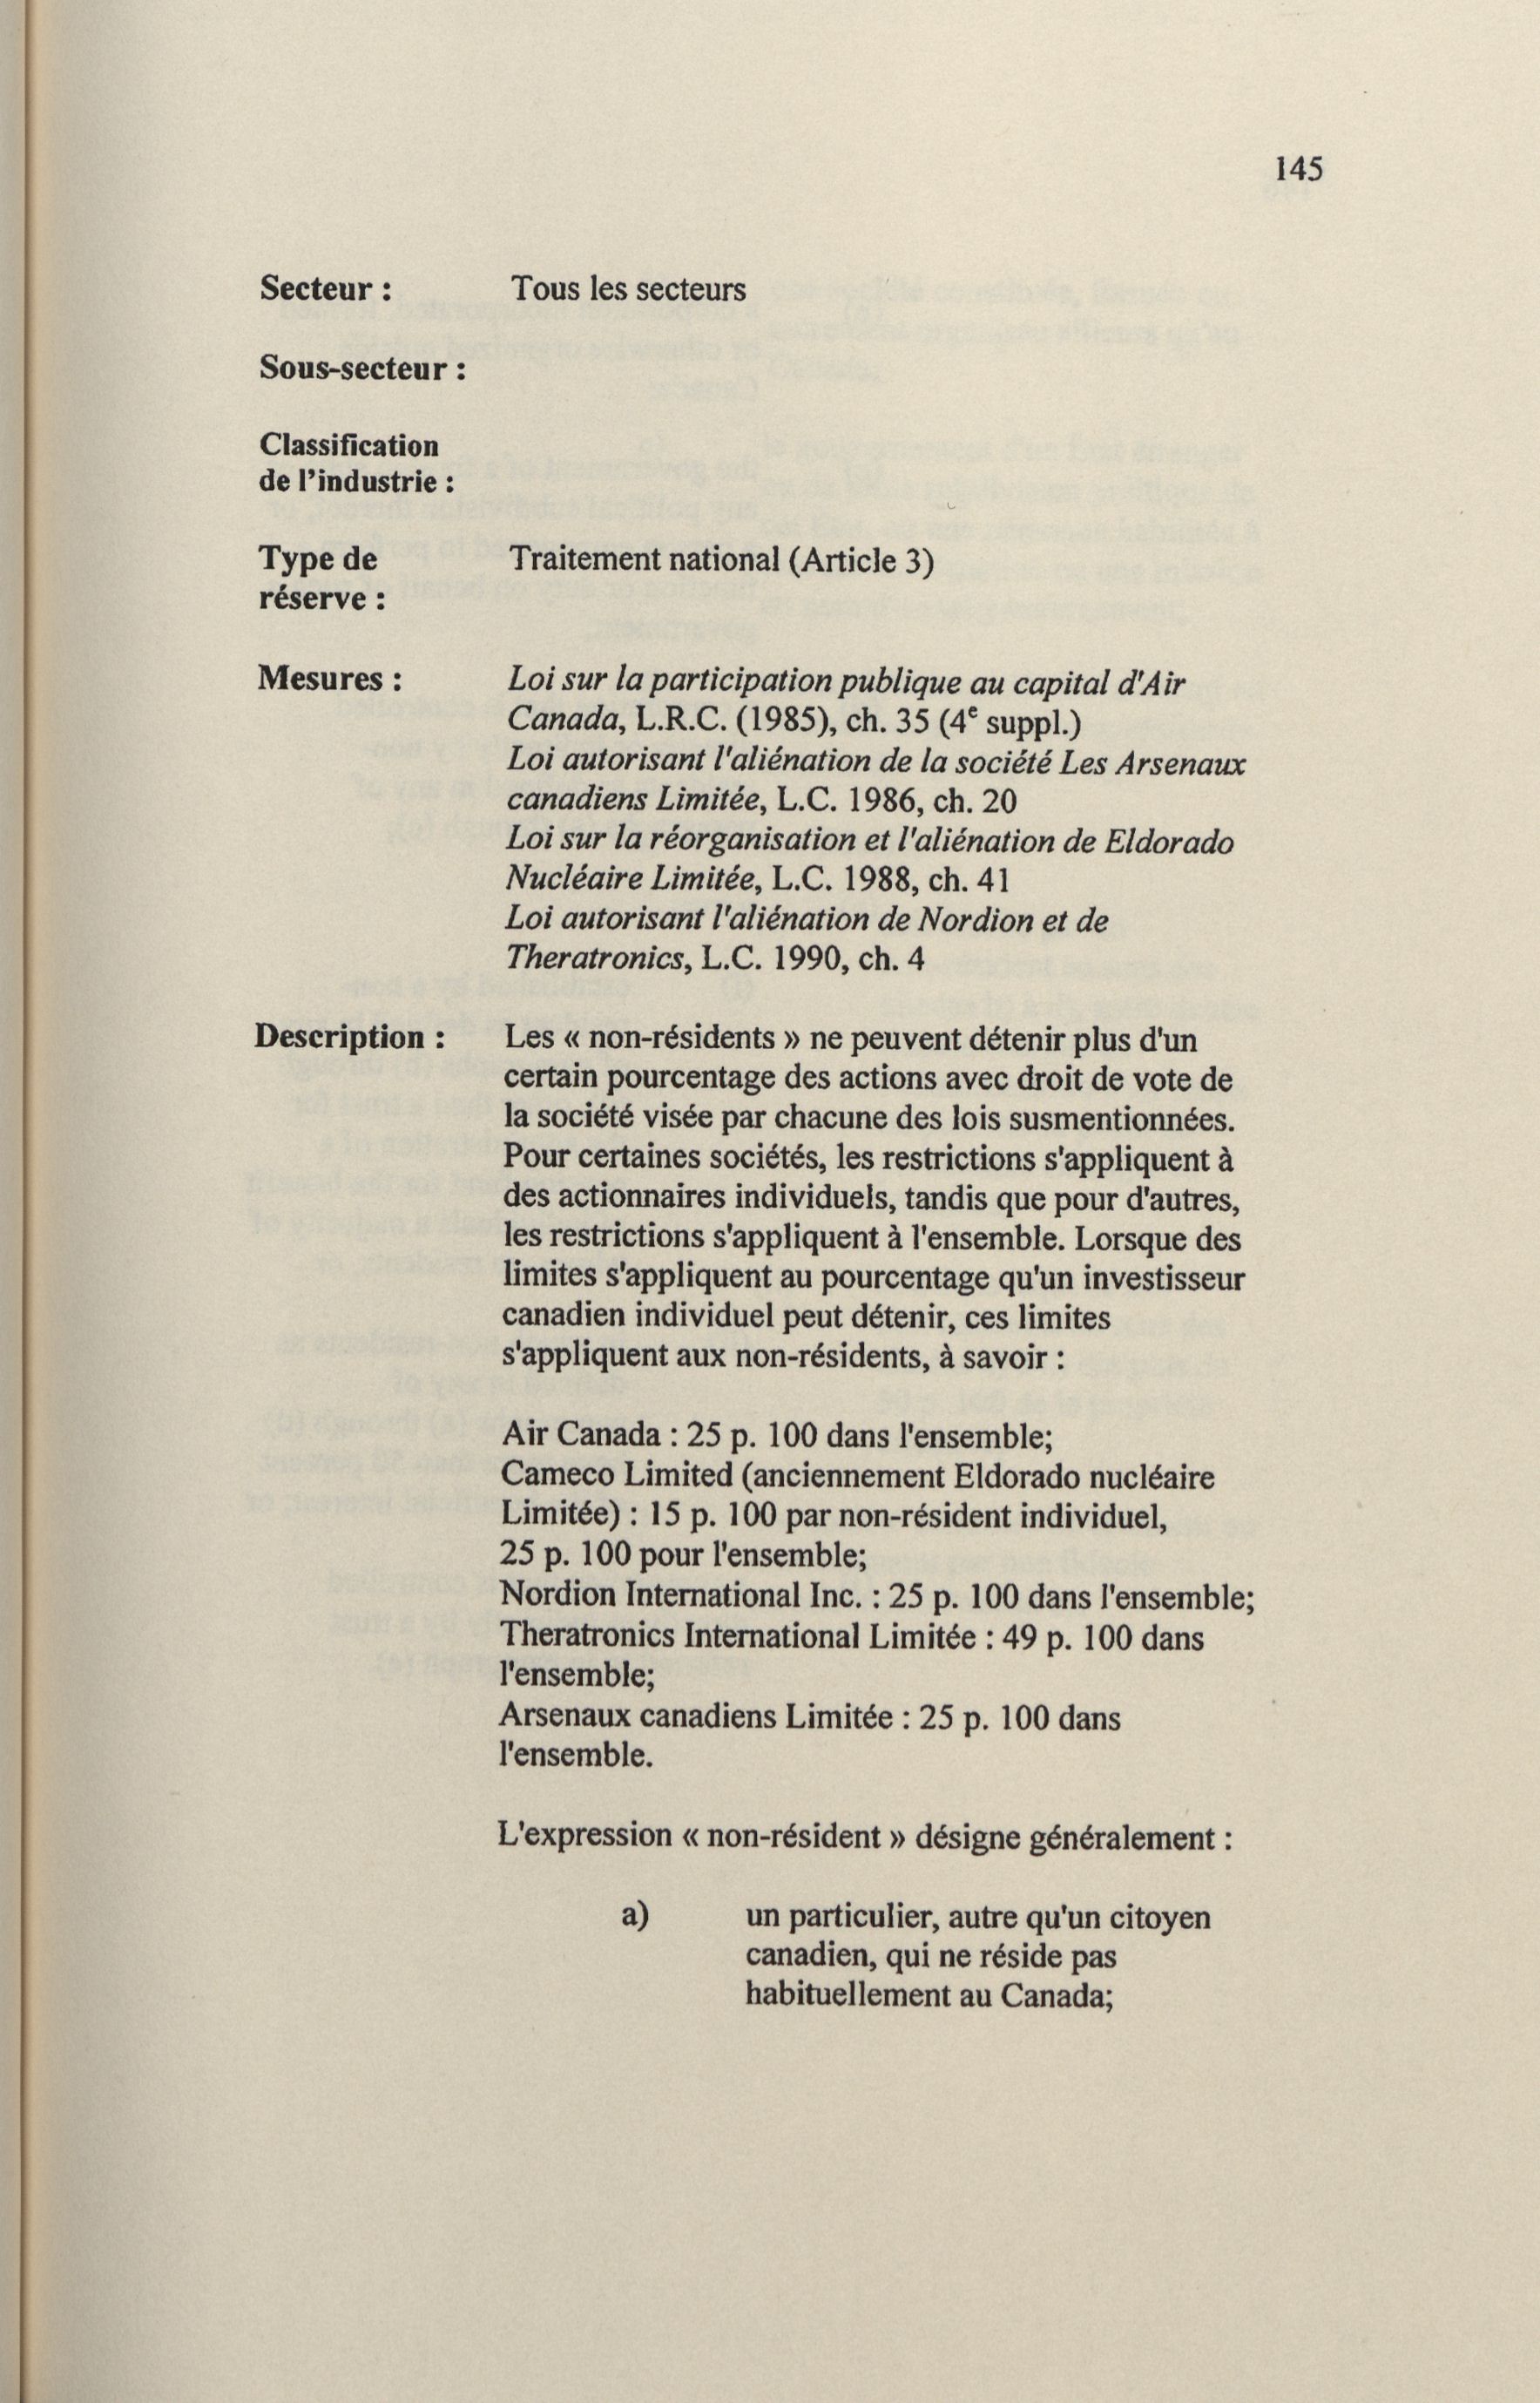 145
Secteur : Tous les secteurs
Sous-secteur :
Classification
de l'industrie :
Type de Traitement national (Article 3)
réserve :
Mesures : Loi sur la participation publique au capital d'Air
Canada, L.R.C. (1985), ch. 35 (4e suppl.)
Loi autorisant l'aliénation de la société Les Arsenaux
canadiens Limitée, L.C. 1986, ch. 20
Loi sur la réorganisation et l'aliénation de Eldorado
Nucléaire Limitée, L.C. 1988, ch. 41
Loi autorisant l'aliénation de Nordion et de
Theratronics, L.C. 1990, ch. 4
Description : Les « non-résidents » ne peuvent détenir plus d'un
certain pourcentage des actions avec droit de vote de
la société visée par chacune des lois susmentionnées.
Pour certaines sociétés, les restrictions s'appliquent à
des actionnaires individuels, tandis que pour d'autres,
les restrictions s'appliquent à l'ensemble. Lorsque des
limites s'appliquent au pourcentage qu'un investisseur
canadien individuel peut détenir, ces limites
s'appliquent aux non-résidents, à savoir :
Air Canada : 25 p. 100 dans l'ensemble;
Cameco Limited (anciennement Eldorado nucléaire
Limitée) : 15 p. 100 par non-résident individuel,
25 p. 100 pour l'ensemble;
Nordion International Inc. : 25 p. 100 dans l'ensemble;
Theratronics International Limitée : 49 p. 100 dans
l'ensemble;
Arsenaux canadiens Limitée : 25 p. 100 dans
l'ensemble.
L'expression « non-résident » désigne généralement :
a) un particulier, autre qu'un citoyen
canadien, qui ne réside pas
habituellement au Canada;